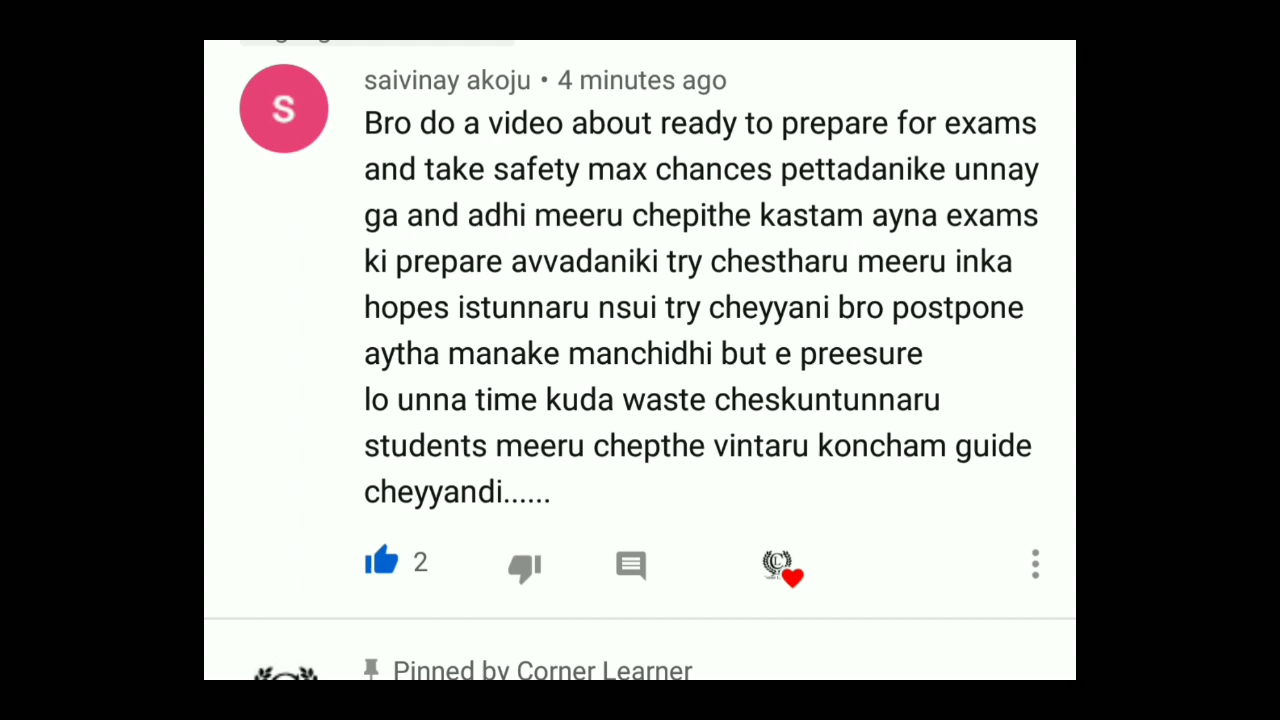 saivinay akoju • 4 minutes ago
S
Bro do a video about ready to prepare for exams
and take safety max chances pettadanike unnay
ga and adhi meeru chepithe kastam ayna exams
ki prepare avvadaniki try chestharu meeru inka
hopes istunnaru nsui try cheyyani bro postpone
aytha manake manchidhi but e preesure
lo unna time kuda waste cheskuntunnaru
students meeru chepthe vintaru koncham guide
cheyyandi......
2
Pinned by Corner Learner